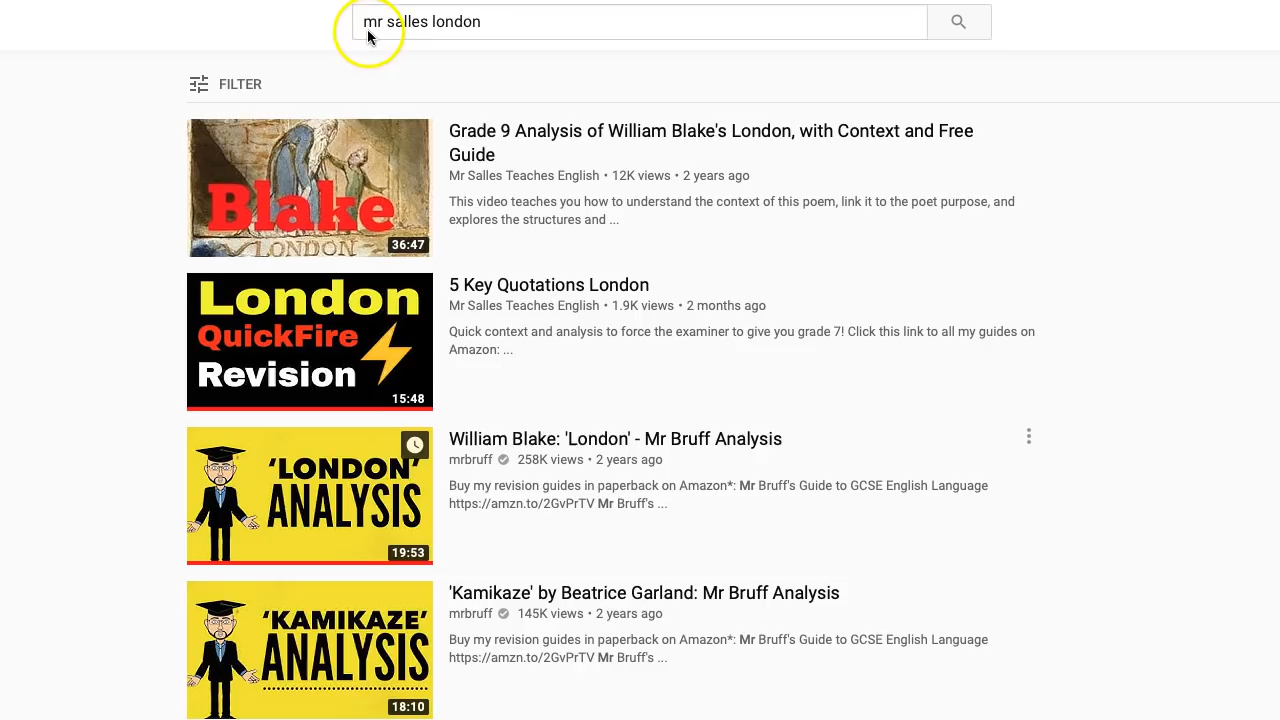 mr salles london
FILTER
Blake
LONDON
36:47
Grade 9 Analysis of William Blake's London, with Context and Free
Guide
Mr Salles Teaches English • 12K views • 2 years ago
This video teaches you how to understand the context of this poem, link it to the poet purpose, and
explores the structures and ...
London
QuickFire
Revision
15:48
5 Key Quotations London
Mr Salles Teaches English • 1.9K views • 2 months ago
Quick context and analysis to force the examiner to give you grade 7! Click this link to all my guides on
Amazon: ...
'LONDON'
ANALYSIS
19:53
William Blake: 'London' - Mr Bruff Analysis
mrbruff 258K views • 2 years ago
Buy my revision guides in paperback on Amazon*: Mr Bruff's Guide to GCSE English Language
https://amzn.to/2GvPrTV Mr Bruff's ...
'KAMIKAZE'
ANALYSIS
18:10
'Kamikaze' by Beatrice Garland: Mr Bruff Analysis
mrbruff 145K views • 2 years ago
Buy my revision guides in paperback on Amazon*: Mr Bruff's Guide to GCSE English Language
https://amzn.to/2GvPrTV Mr Bruff's ...